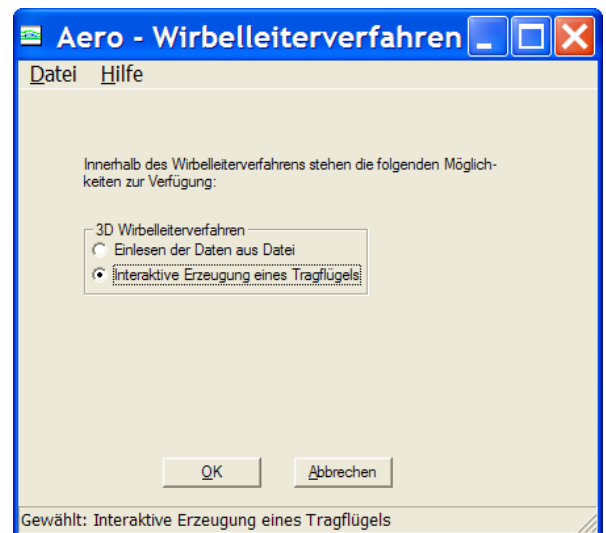 Aero - Wirbelleiterverfahren
Datei Hilfe
Innerhalb des Wirbelleiterverfahrens stehen die folgenden Möglich-
keiten zur Verfügung:
3D Wirbelleiterverfahren
Einlesen der Daten aus Datei
Interaktive Erzeugung eines Tragflügels
OK Abbrechen
Gewählt: Interaktive Erzeugung eines Tragflügels